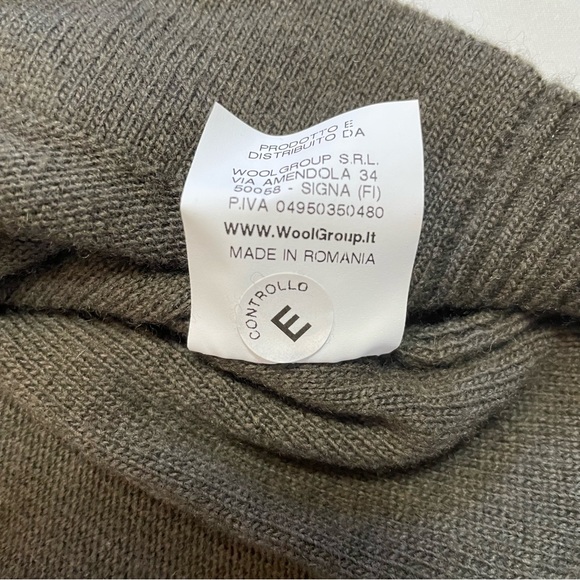 PRODOTTO E
DISTRIBUITO DA
WOOLGROUP S.R.L.
VIA AMENDOLA 34
50058 - SIGNA (FI)
P.IVA 04950350480
WWW.WOOLGROUP.IT
MADE IN ROMANIA
CONTROLLO
E